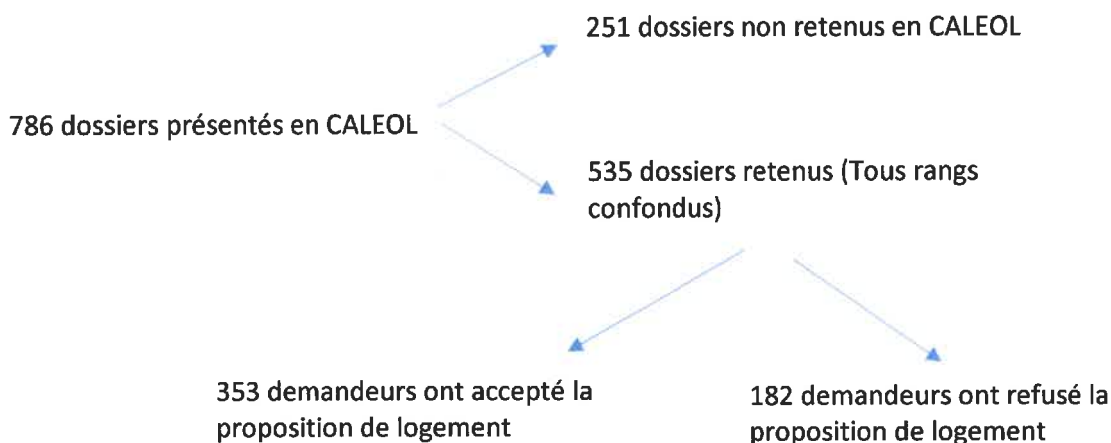 251 dossiers non retenus en CALEOL
786 dossiers présentés en CALEOL
535 dossiers retenus (Tous rangs
confondus)
353 demandeurs ont accepté la
proposition de logement
182 demandeurs ont refusé la
proposition de logement